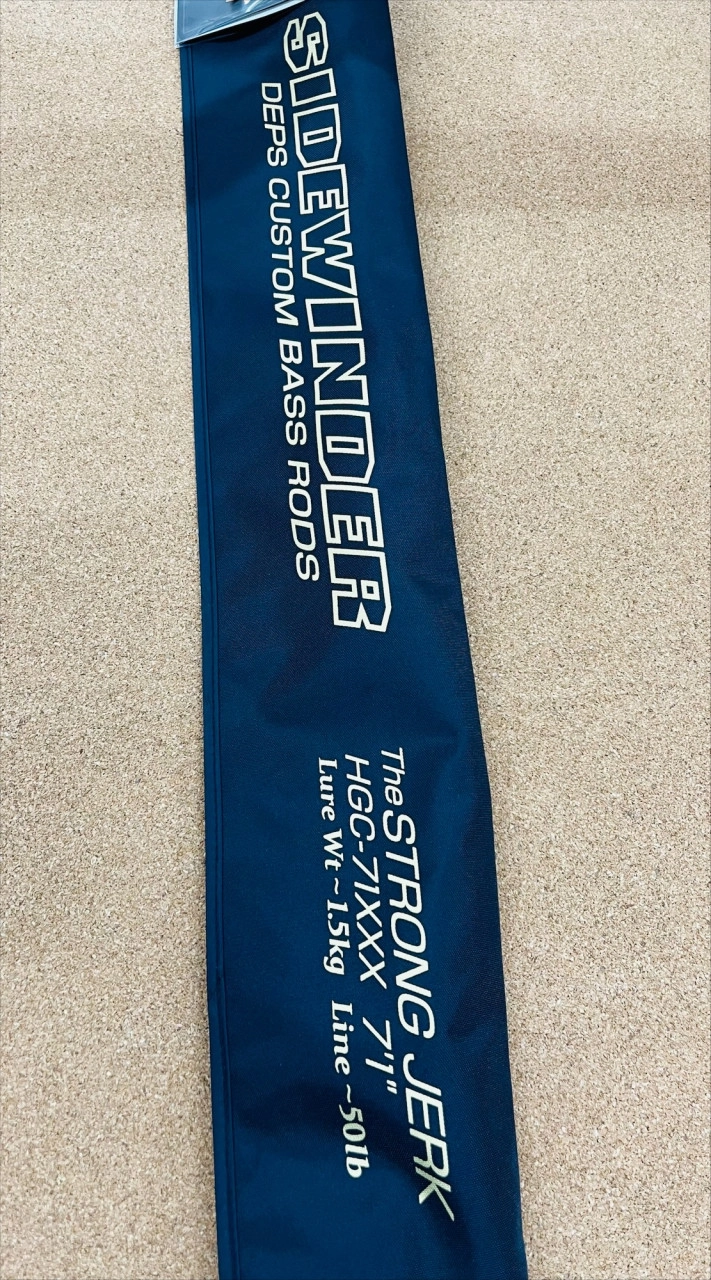 SIDEWINDER
DEPS CUSTOM BASS RODS
The STRONG JERK
HGC-71XXX 7'1"
Lure Wt ~ 1.5kg Line ~50lb